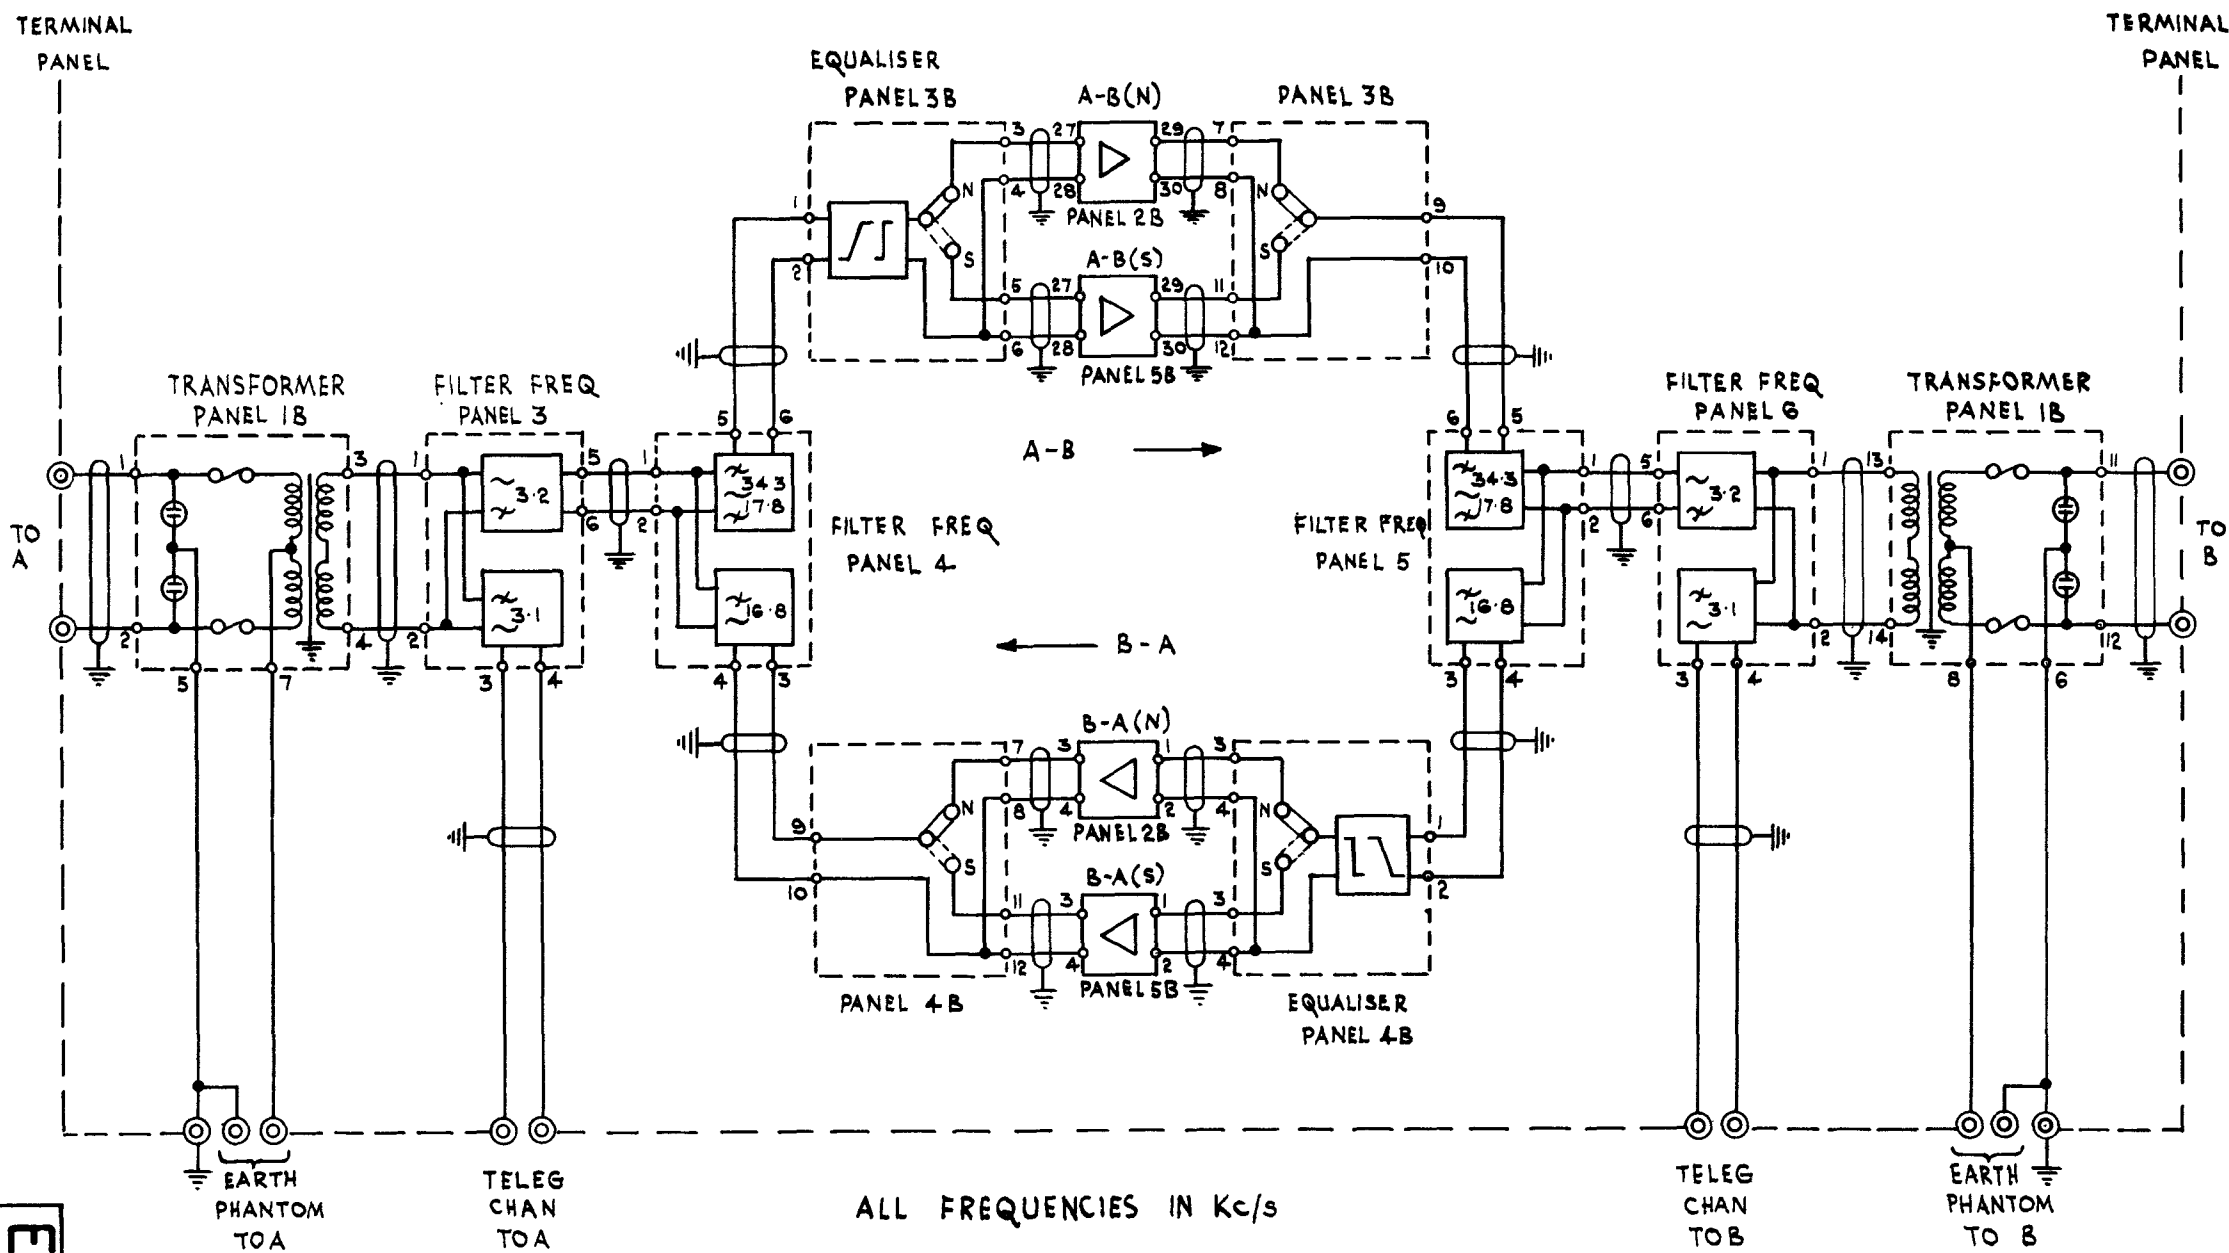 TERMINAL
PANEL
TERMINAL
PANEL
EQUALISER
PANEL 3B
A-B(N)
PANEL 3B
3 27 29 7
N N
4 28 30 8
PANEL 2B
1 9
S S
2 10
A-B(S)
5 27 29 11
6 28 30 12
PANEL 5B
TRANSFORMER
PANEL 1B
FILTER FREQ
PANEL 3
FILTER FREQ
PANEL 6
TRANSFORMER
PANEL 1B
5 6
6 5
A-B
1 3 1 5 1
1 5 1 13 11
3.2
34.3
17.8
34.3
17.8
3.2
6 2
2 6
TO
A
FILTER FREQ
PANEL 4
FILTER FREQ
PANEL 5
TO
B
3.1
16.8
16.8
3.1
2 4 2
2 14 12
B-A
5 7 3 4 4 3
3 4 3 4 8 6
B-A(N)
7 3 1 3
N N
8 4 2 4
PANEL 2B
9 1
S S
10 2
B-A(S)
11 3 1 3
12 4 2 4
PANEL 5B
PANEL 4B
EQUALISER
PANEL 4B
EARTH
PHANTOM
TO A
TELEG
CHAN
TO A
ALL FREQUENCIES IN Kc/s
TELEG
CHAN
TO B
EARTH
PHANTOM
TO B
E